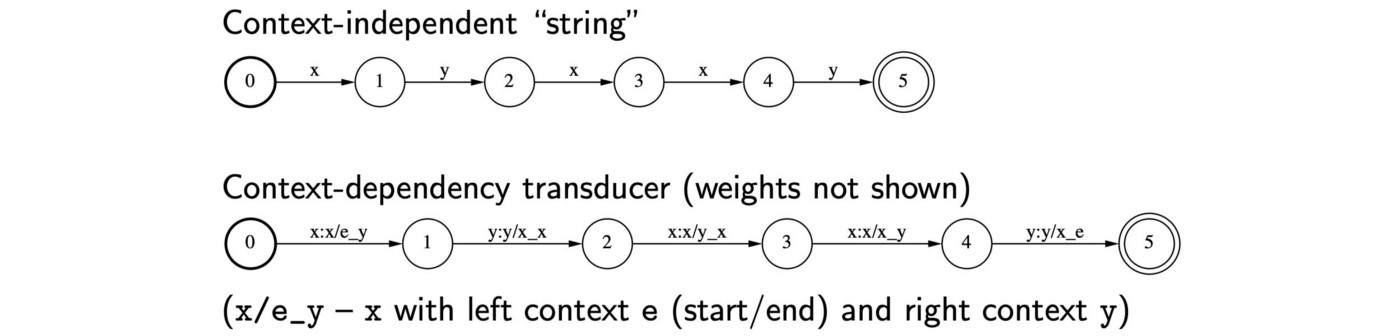 Context-independent “string”
0 x 1 y 2 x 3 x 4 y 5
Context-dependency transducer (weights not shown)
0 x:x/e_y 1 y:y/x_x 2 x:x/y_x 3 x:x/x_y 4 y:y/x_e 5
(x/e_y – x with left context e (start/end) and right context y)